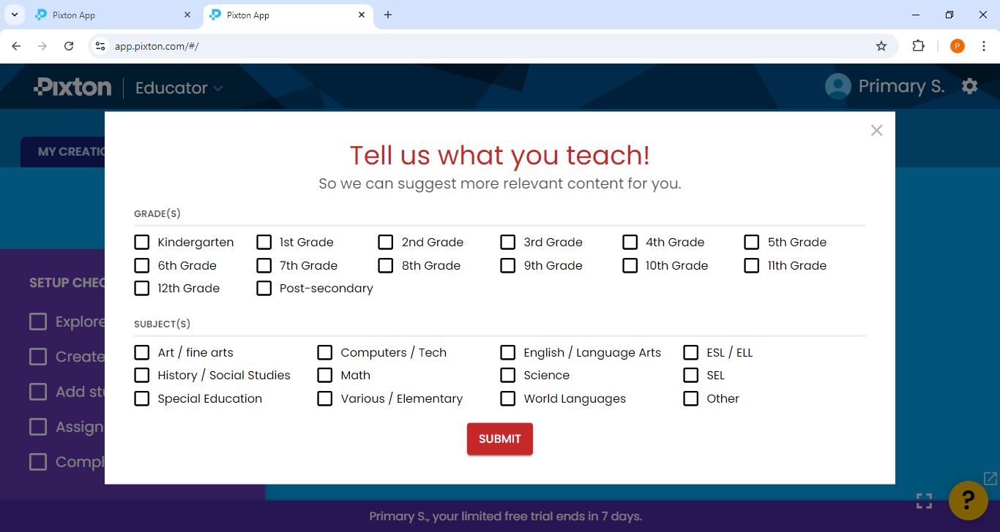 Pixton App
Pixton App
app.pixton.com/#/
P
Pixton
Educator
Primary S.
MY CREATIO
Tell us what you teach!
So we can suggest more relevant content for you.
GRADE(S)
Kindergarten 1st Grade 2nd Grade 3rd Grade 4th Grade 5th Grade
6th Grade 7th Grade 8th Grade 9th Grade 10th Grade 11th Grade
12th Grade Post-secondary
SETUP CHEC
Explore
Create
Add stu
Assign
Compl
SUBJECT(S)
Art / fine arts Computers / Tech English / Language Arts ESL / ELL
History / Social Studies Math Science SEL
Special Education Various / Elementary World Languages Other
SUBMIT
?
Primary S., your limited free trial ends in 7 days.